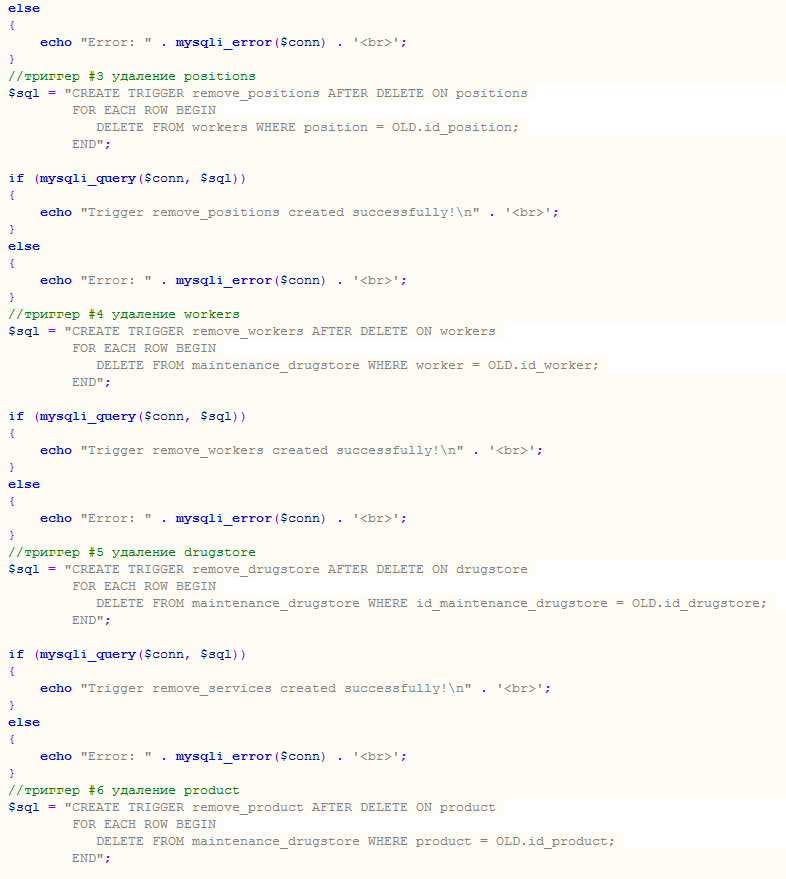 else
{
    echo "Error: " . mysqli_error($conn) . '<br>';
}
//триггер #3 удаление positions
$sql = "CREATE TRIGGER remove_positions AFTER DELETE ON positions
        FOR EACH ROW BEGIN
           DELETE FROM workers WHERE position = OLD.id_position;
        END";

if (mysqli_query($conn, $sql))
{
    echo "Trigger remove_positions created successfully!\n" . '<br>';
}
else
{
    echo "Error: " . mysqli_error($conn) . '<br>';
}
//триггер #4 удаление workers
$sql = "CREATE TRIGGER remove_workers AFTER DELETE ON workers
        FOR EACH ROW BEGIN
           DELETE FROM maintenance_drugstore WHERE worker = OLD.id_worker;
        END";

if (mysqli_query($conn, $sql))
{
    echo "Trigger remove_workers created successfully!\n" . '<br>';
}
else
{
    echo "Error: " . mysqli_error($conn) . '<br>';
}
//триггер #5 удаление drugstore
$sql = "CREATE TRIGGER remove_drugstore AFTER DELETE ON drugstore
        FOR EACH ROW BEGIN
           DELETE FROM maintenance_drugstore WHERE id_maintenance_drugstore = OLD.id_drugstore;
        END";

if (mysqli_query($conn, $sql))
{
    echo "Trigger remove_services created successfully!\n" . '<br>';
}
else
{
    echo "Error: " . mysqli_error($conn) . '<br>';
}
//триггер #6 удаление product
$sql = "CREATE TRIGGER remove_product AFTER DELETE ON product
        FOR EACH ROW BEGIN
           DELETE FROM maintenance_drugstore WHERE product = OLD.id_product;
        END";